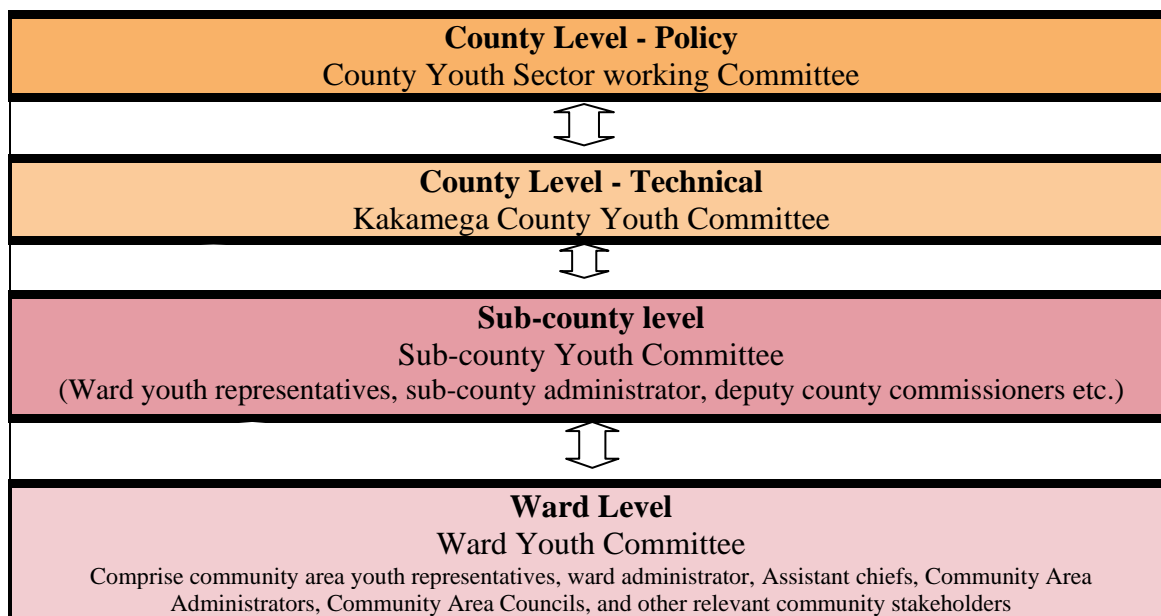 County Level - Policy
County Youth Sector working Committee
County Level - Technical
Kakamega County Youth Committee
Sub-county level
Sub-county Youth Committee
(Ward youth representatives, sub-county administrator, deputy county commissioners etc.)
Ward Level
Ward Youth Committee
Comprise community area youth representatives, ward administrator, Assistant chiefs, Community Area
Administrators, Community Area Councils, and other relevant community stakeholders